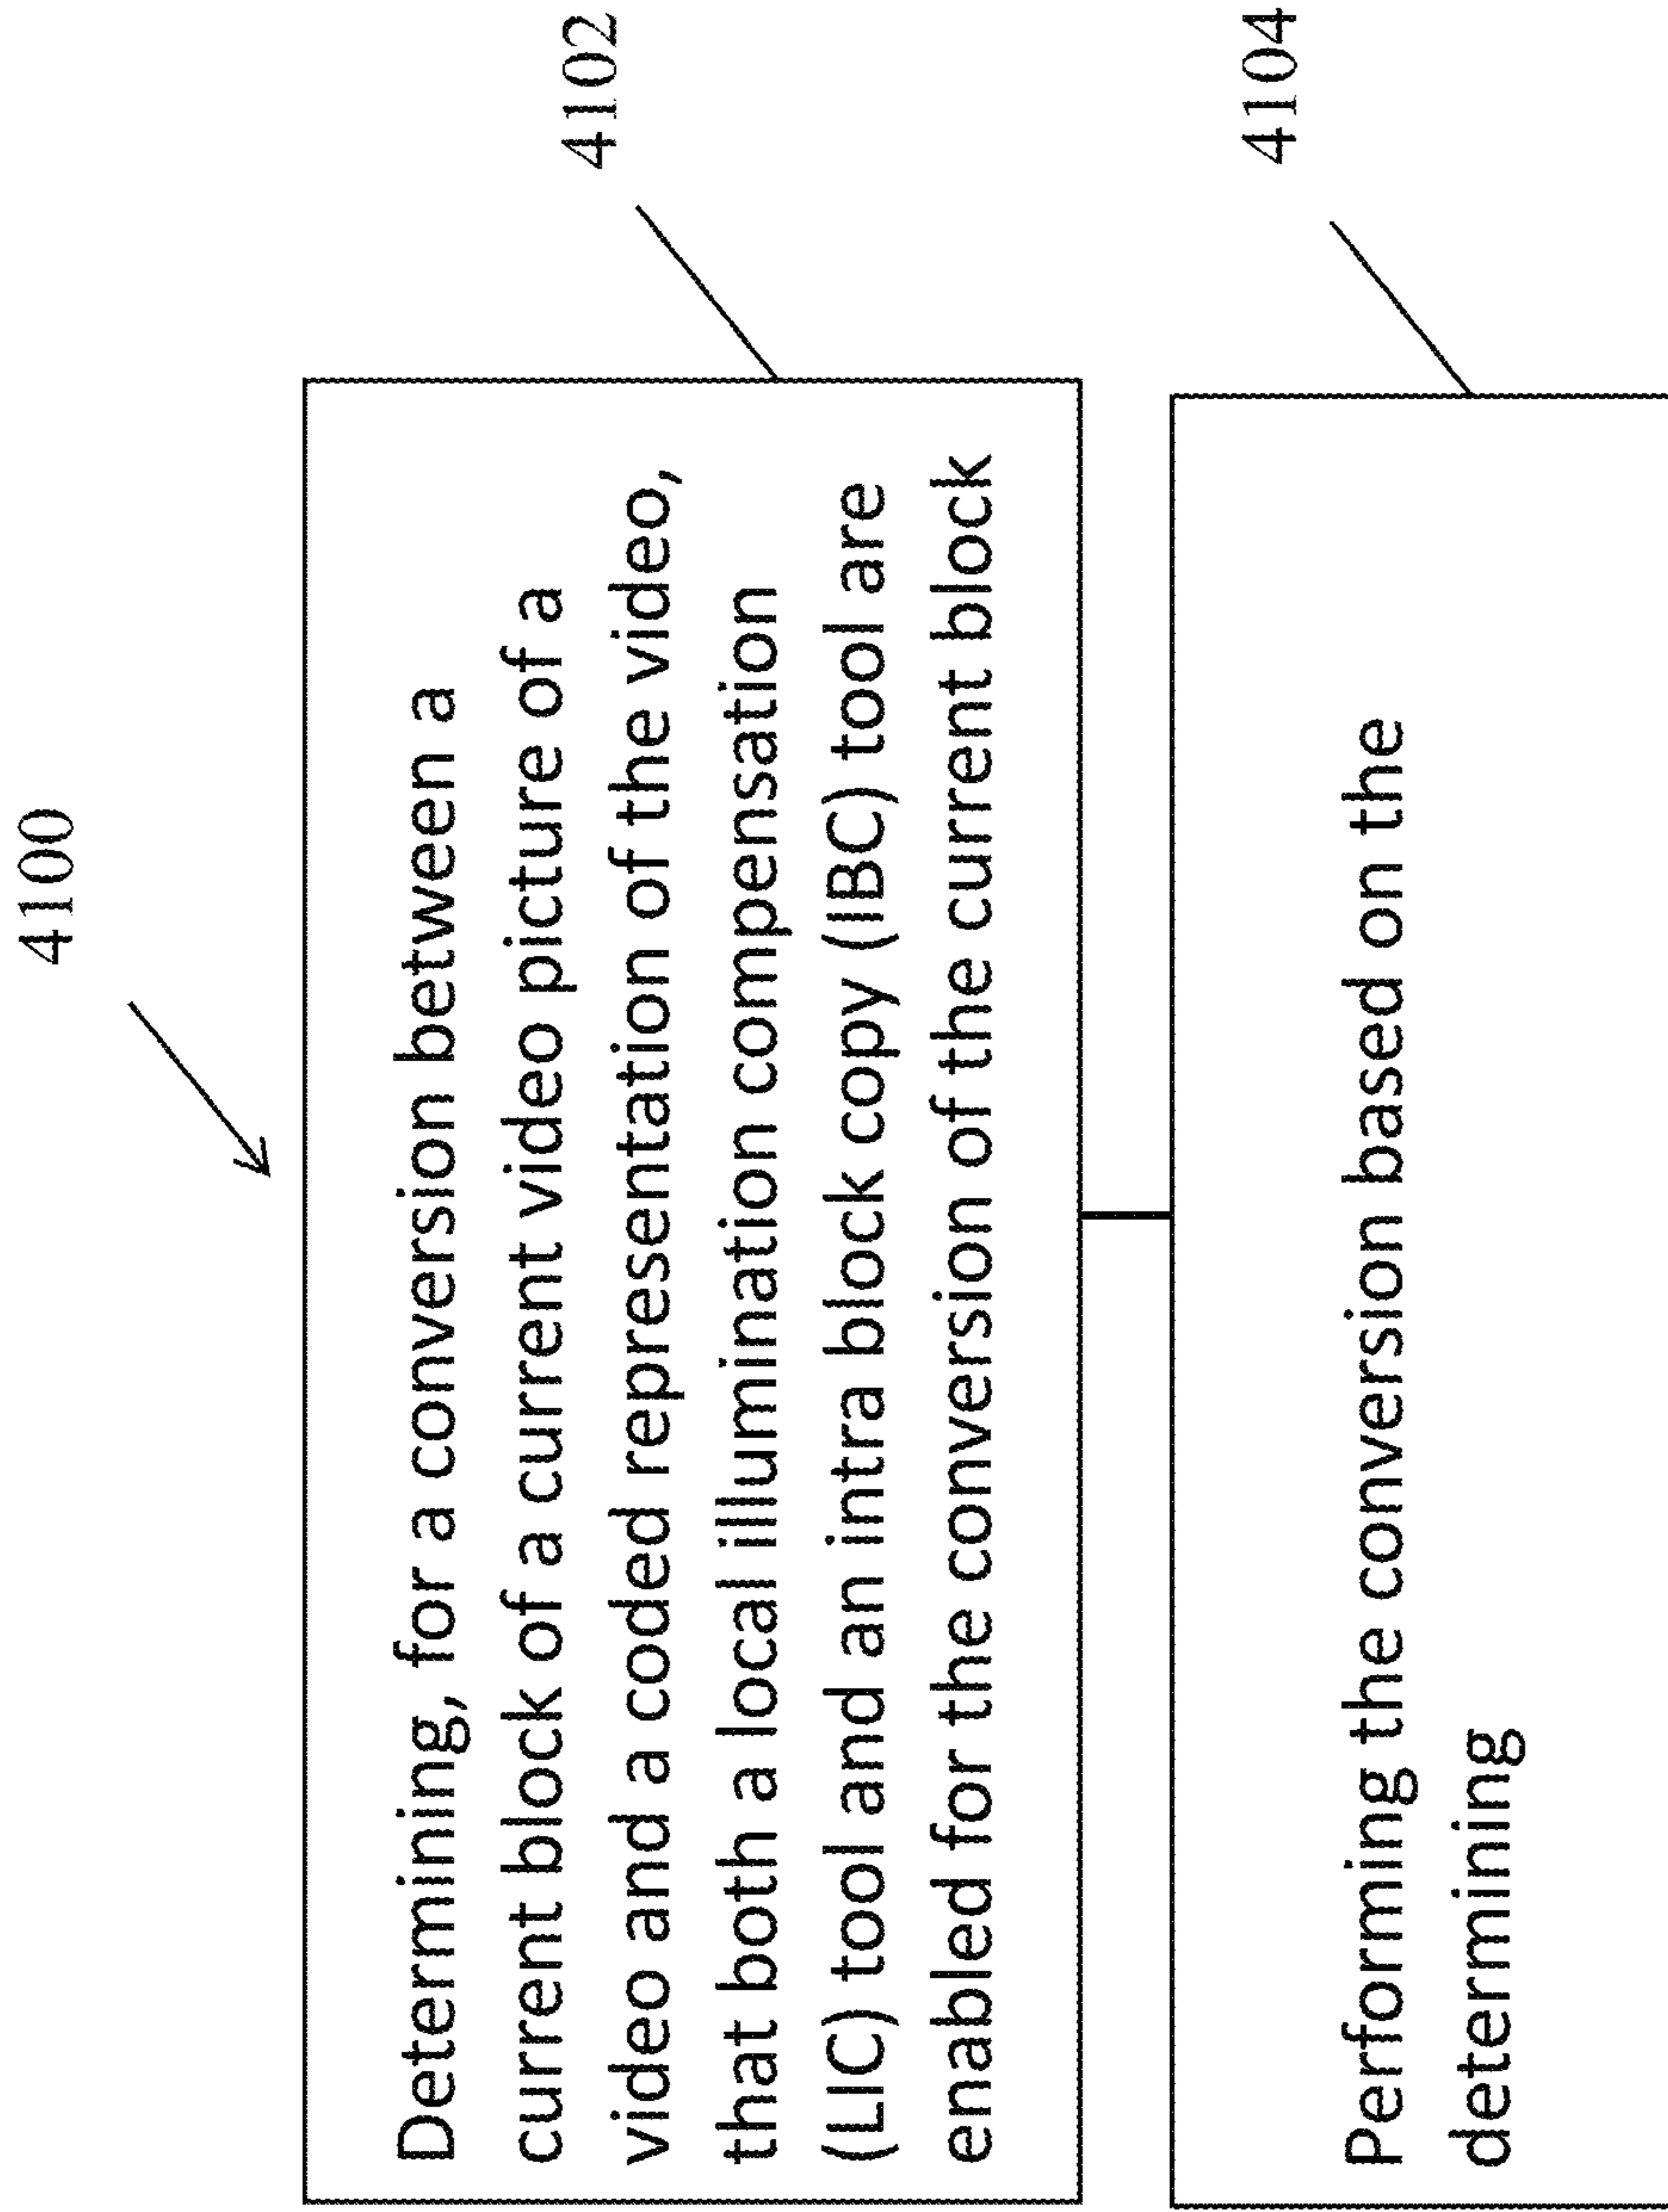 4100
Determining, for a conversion between a
current block of a current video picture of a
video and a coded representation of the video,
that both a local illumination compensation
(LIC) tool and an intra block copy (IBC) tool are
enabled for the conversion of the current block
4102
Performing the conversion based on the
determining
4104